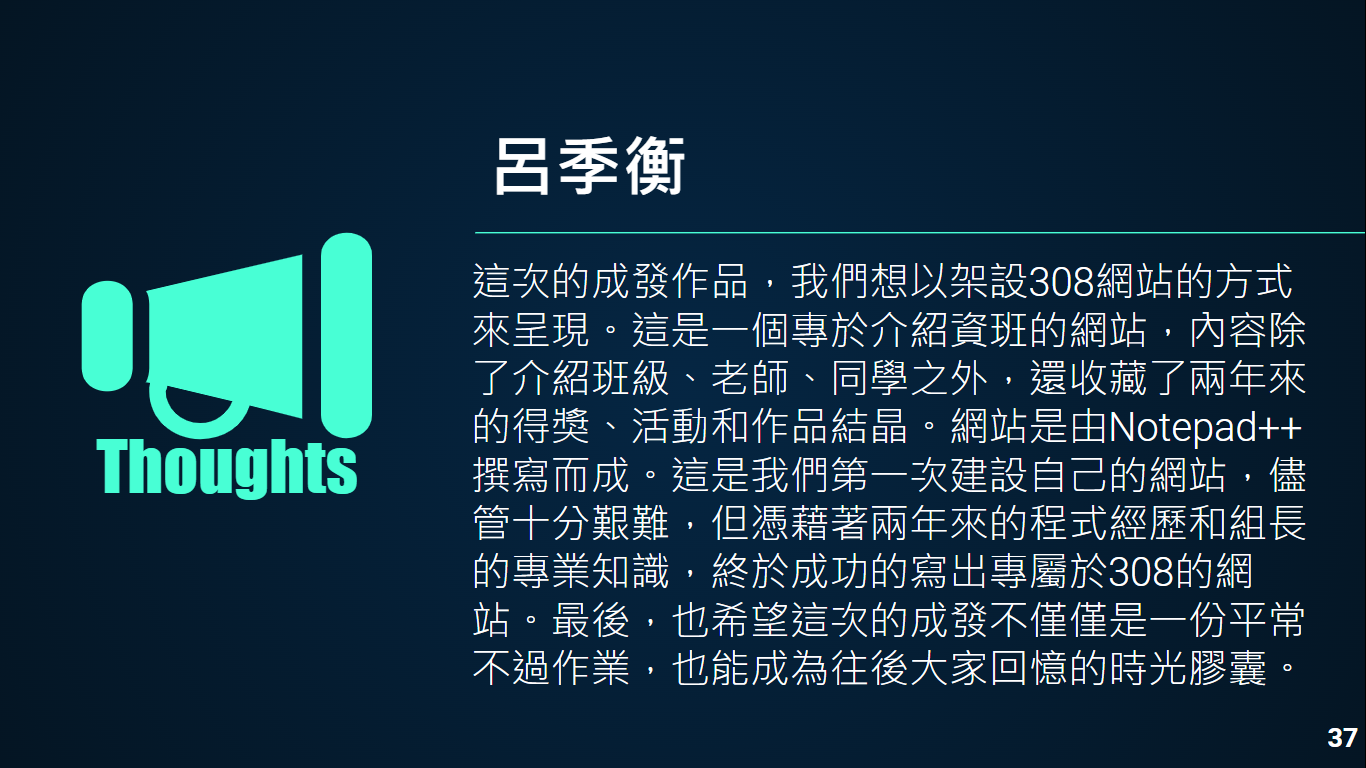 呂季衡
Thoughts
這次的成發作品，我們想以架設308網站的方式
來呈現。這是一個專於介紹資班的網站，內容除
了介紹班級、老師、同學之外，還收藏了兩年來
的得獎、活動和作品結晶。網站是由Notepad++
撰寫而成。這是我們第一次建設自己的網站，儘
管十分艱難，但憑藉著兩年來的程式經歷和組長
的專業知識，終於成功的寫出專屬於308的網
站。最後，也希望這次的成發不僅僅是一份平常
不過作業，也能成為往後大家回憶的時光膠囊。
37